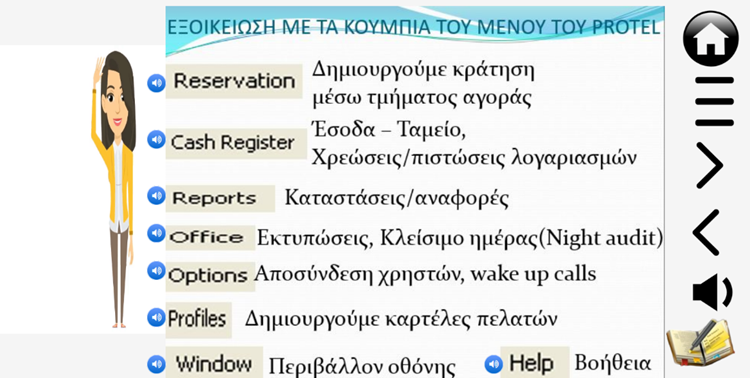 ΕΞΟΙΚΕΙΩΣΗ ΜΕ ΤΑ ΚΟΥΜΠΙΑ ΤΟΥ ΜΕΝΟΥ ΤΟΥ PROTEL
Reservation Δημιουργούμε κράτηση
μέσω τμήματος αγοράς
Cash Register Έσοδα – Ταμείο,
Χρεώσεις/πιστώσεις λογαριασμών
Reports Καταστάσεις/αναφορές
Office Εκτυπώσεις, Κλείσιμο ημέρας(Night audit)
Options Αποσύνδεση χρηστών, wake up calls
Profiles Δημιουργούμε καρτέλες πελατών
Window Περιβάλλον οθόνης Help Βοήθεια